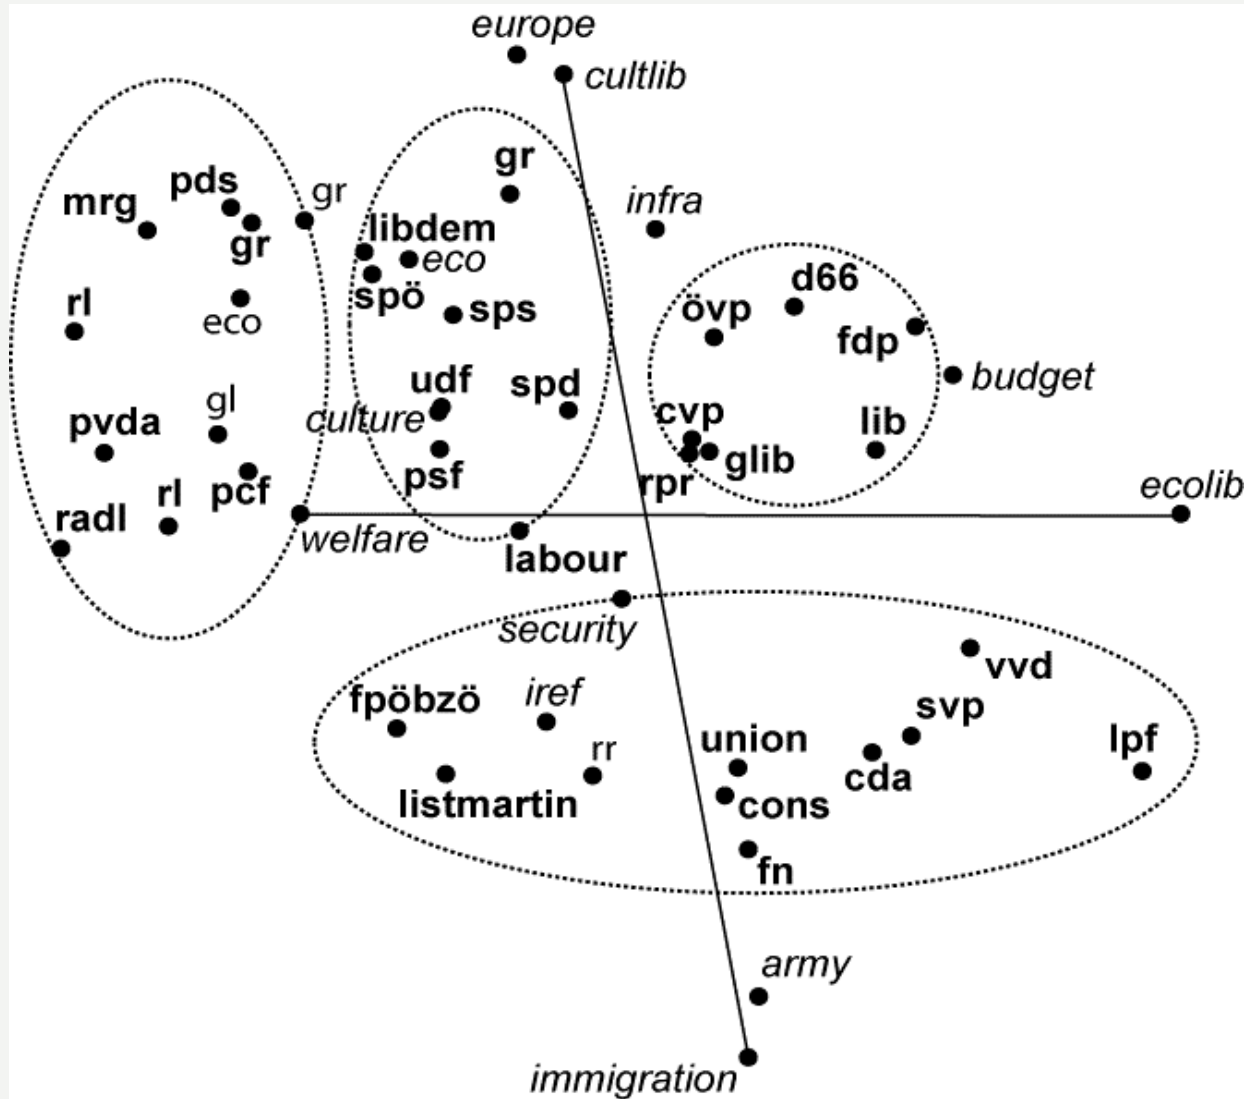 europe
cultlib
gr
pds
gr
mrg
infra
libdem
gr
eco
d66
rl
spö
sps
övp
eco
fdp
udf
spd
budget
gl
culture
cvp
lib
pvda
glib
psf
rpr
rl
pcf
ecolib
radl
welfare
labour
security
vvd
fpöbzö
iref
svp
rr
union
lpf
cda
listmartin
cons
fn
army
immigration